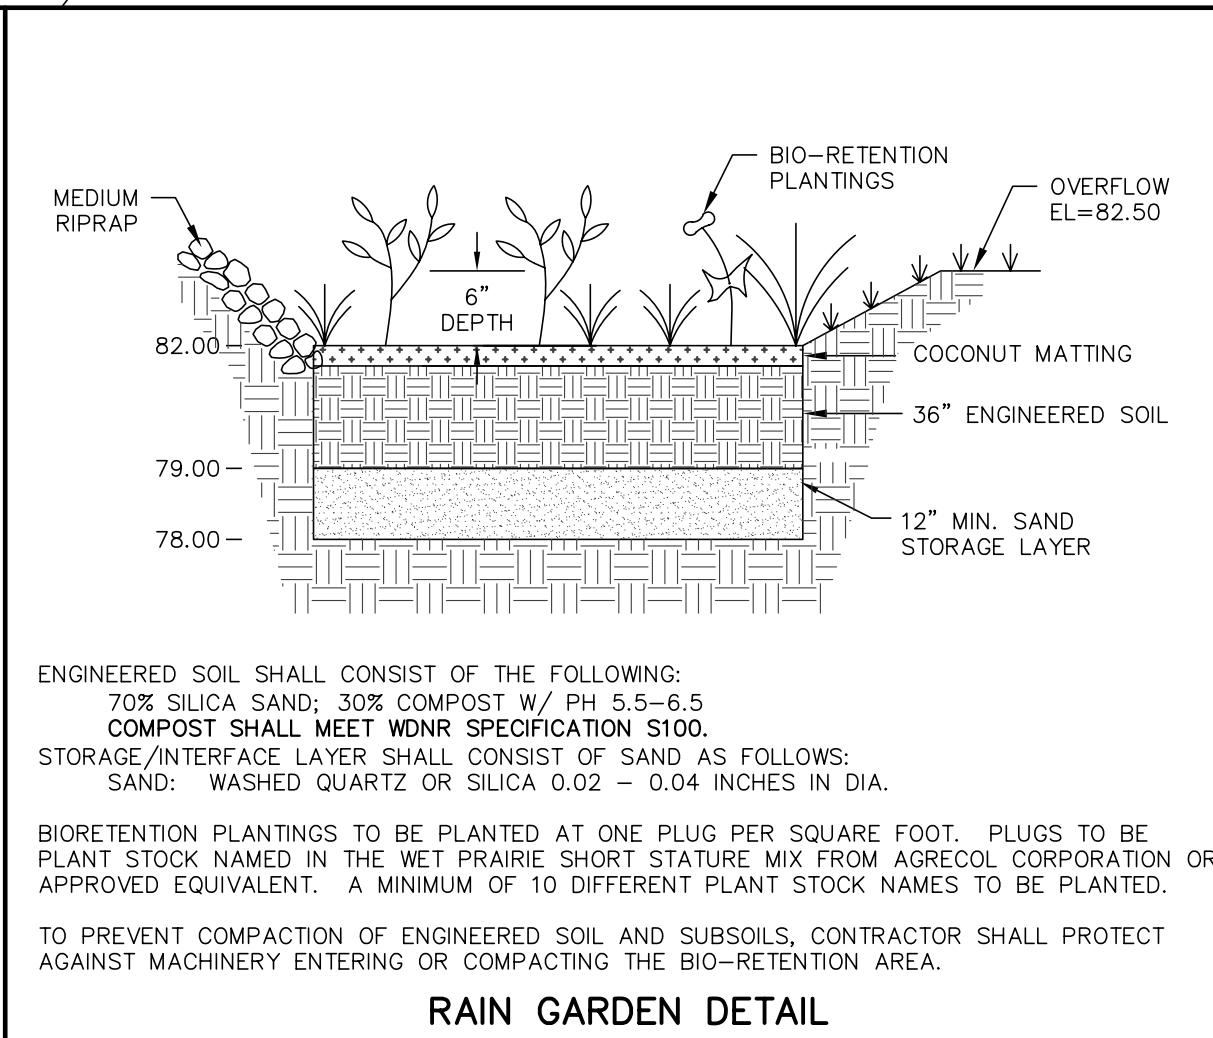 BIO-RETENTION
PLANTINGS
MEDIUM
RIPRAP
OVERFLOW
EL=82.50
6"
DEPTH
82.00
COCONUT MATTING
36" ENGINEERED SOIL
79.00
12" MIN. SAND
STORAGE LAYER
78.00
ENGINEERED SOIL SHALL CONSIST OF THE FOLLOWING:
70% SILICA SAND; 30% COMPOST W/ PH 5.5-6.5
COMPOST SHALL MEET WDNR SPECIFICATION S100.
STORAGE/INTERFACE LAYER SHALL CONSIST OF SAND AS FOLLOWS:
SAND: WASHED QUARTZ OR SILICA 0.02 - 0.04 INCHES IN DIA.
BIORETENTION PLANTINGS TO BE PLANTED AT ONE PLUG PER SQUARE FOOT. PLUGS TO BE
PLANT STOCK NAMED IN THE WET PRAIRIE SHORT STATURE MIX FROM AGRECOL CORPORATION OR
APPROVED EQUIVALENT. A MINIMUM OF 10 DIFFERENT PLANT STOCK NAMES TO BE PLANTED.
TO PREVENT COMPACTION OF ENGINEERED SOIL AND SUBSOILS, CONTRACTOR SHALL PROTECT
AGAINST MACHINERY ENTERING OR COMPACTING THE BIO-RETENTION AREA.
RAIN GARDEN DETAIL